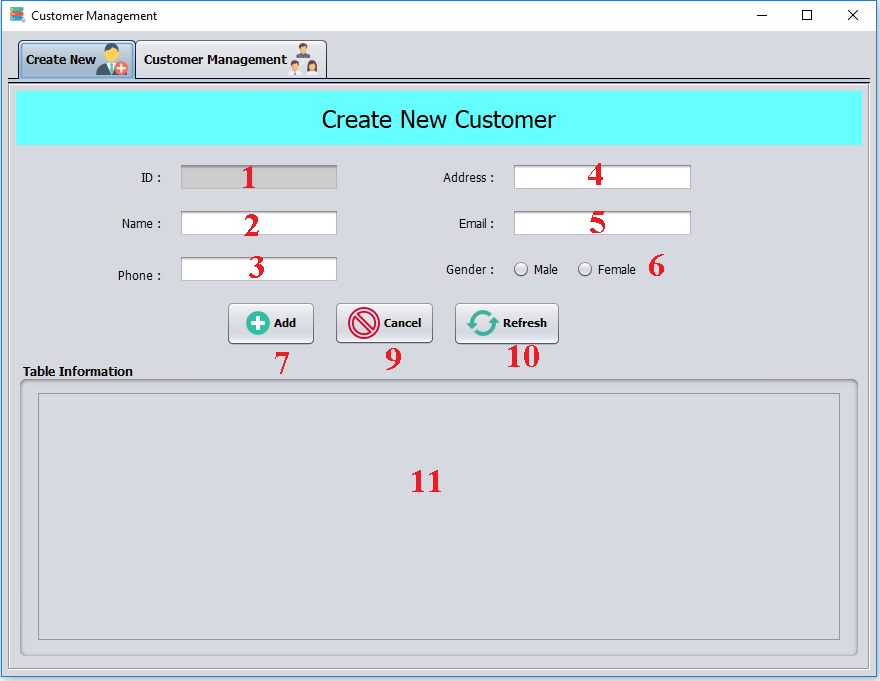 Customer Management
Create New Customer Management
Create New Customer
ID : 1 Address : 4
Name : 2 Email : 5
Phone : 3 Gender : Male Female 6
Add Cancel Refresh
7 9 10
Table Information
11